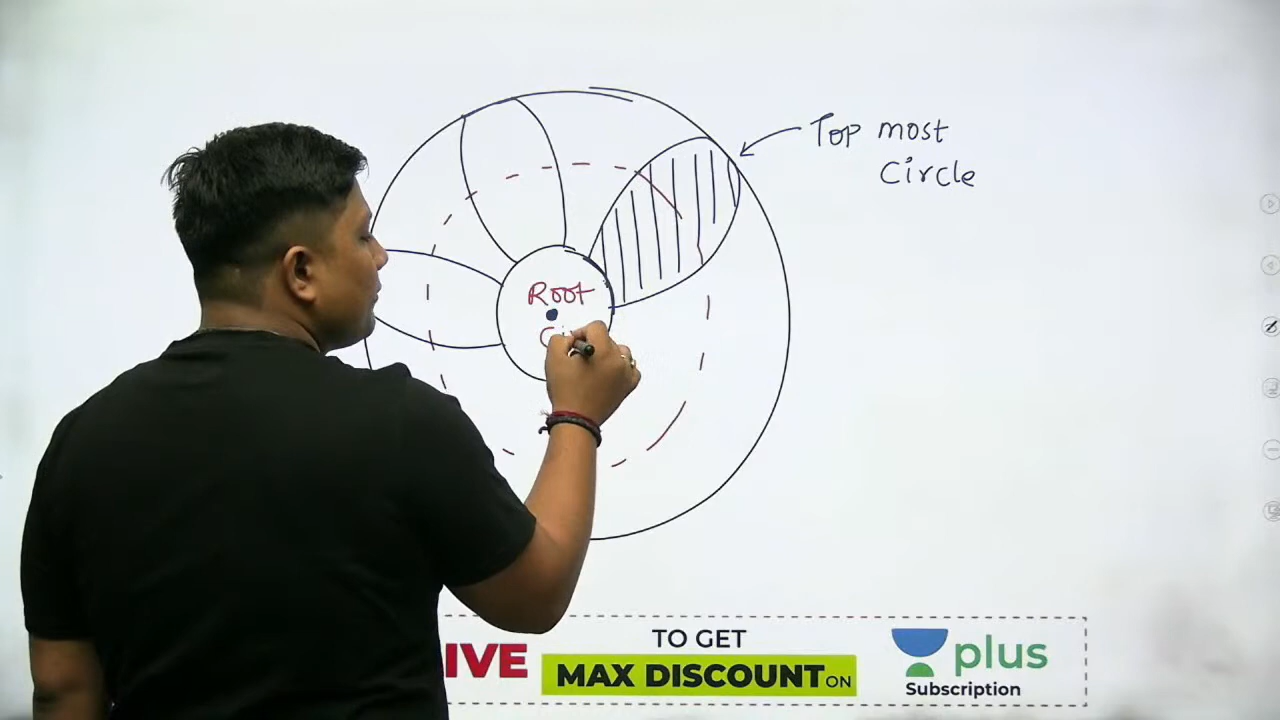 Top most
Circle
Root
IVE
TO GET
MAX DISCOUNT ON
plus
Subscription